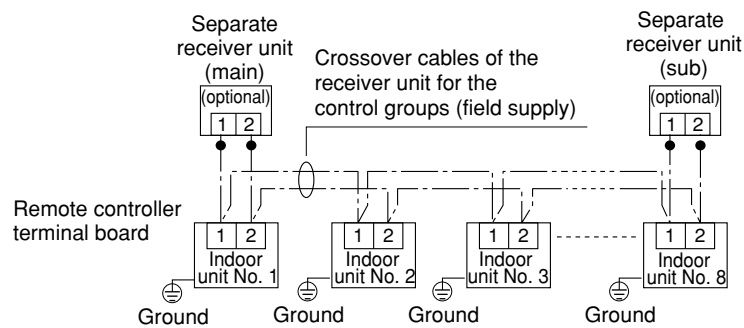 Separate
receiver unit
(main)
(optional)
1 2
Crossover cables of the
receiver unit for the
control groups (field supply)
Separate
receiver unit
(sub)
(optional)
1 2
Remote controller
terminal board
1 2
Indoor
unit No. 1
Ground
1 2
Indoor
unit No. 2
Ground
1 2
Indoor
unit No. 3
Ground
1 2
Indoor
unit No. 8
Ground